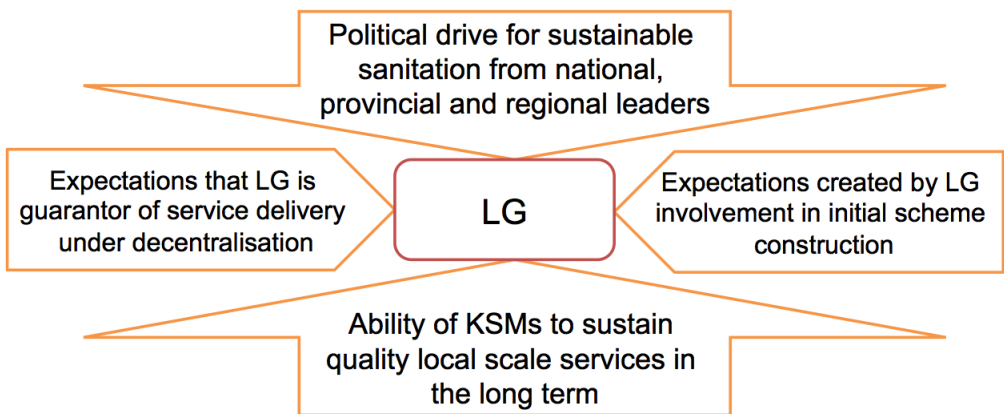 Political drive for sustainable
sanitation from national,
provincial and regional leaders
Expectations that LG is
guarantor of service delivery
under decentralisation
LG
Expectations created by LG
involvement in initial scheme
construction
Ability of KSMs to sustain
quality local scale services in
the long term